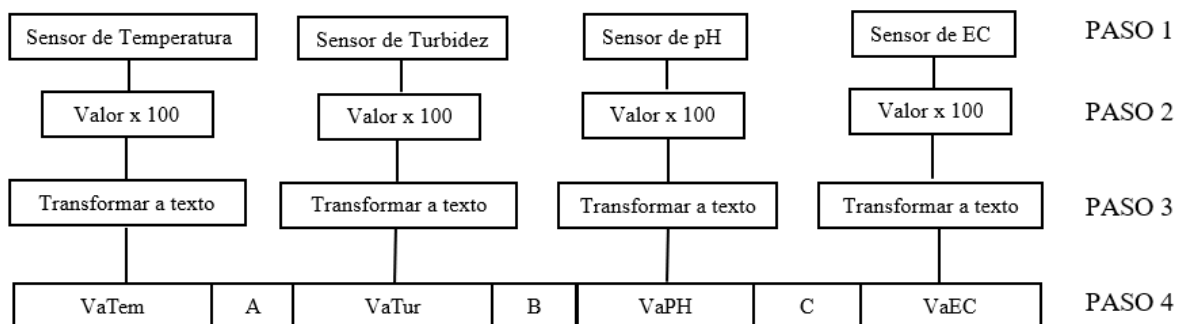 Sensor de Temperatura Sensor de Turbidez Sensor de pH Sensor de EC PASO 1
Valor x 100 Valor x 100 Valor x 100 Valor x 100 PASO 2
Transformar a texto Transformar a texto Transformar a texto Transformar a texto PASO 3
VaTem A VaTur B VaPH C VaEC PASO 4